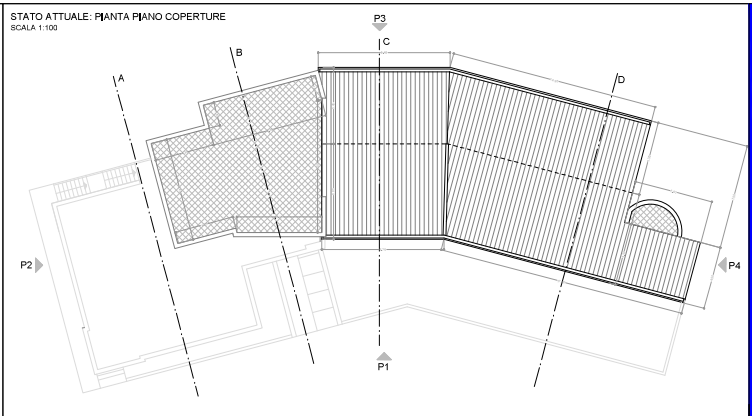 STATO ATTUALE: PIANTA PIANO COPERTURE
SCALA 1:100
P3
C
B
A
D
P2
P4
P1